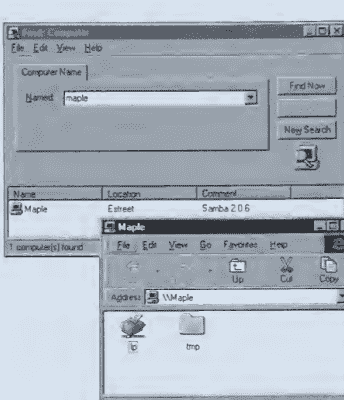 Find: Computer
File Edit View Help
Computer Name
Named: maple
Find Now
New Search
Name Location Comment
Maple Estreet Samba 2.0.6
1 computer(s) found
Maple
File Edit View Go Favorites Help
Up Cut Copy
Address \\Maple
lp tmp